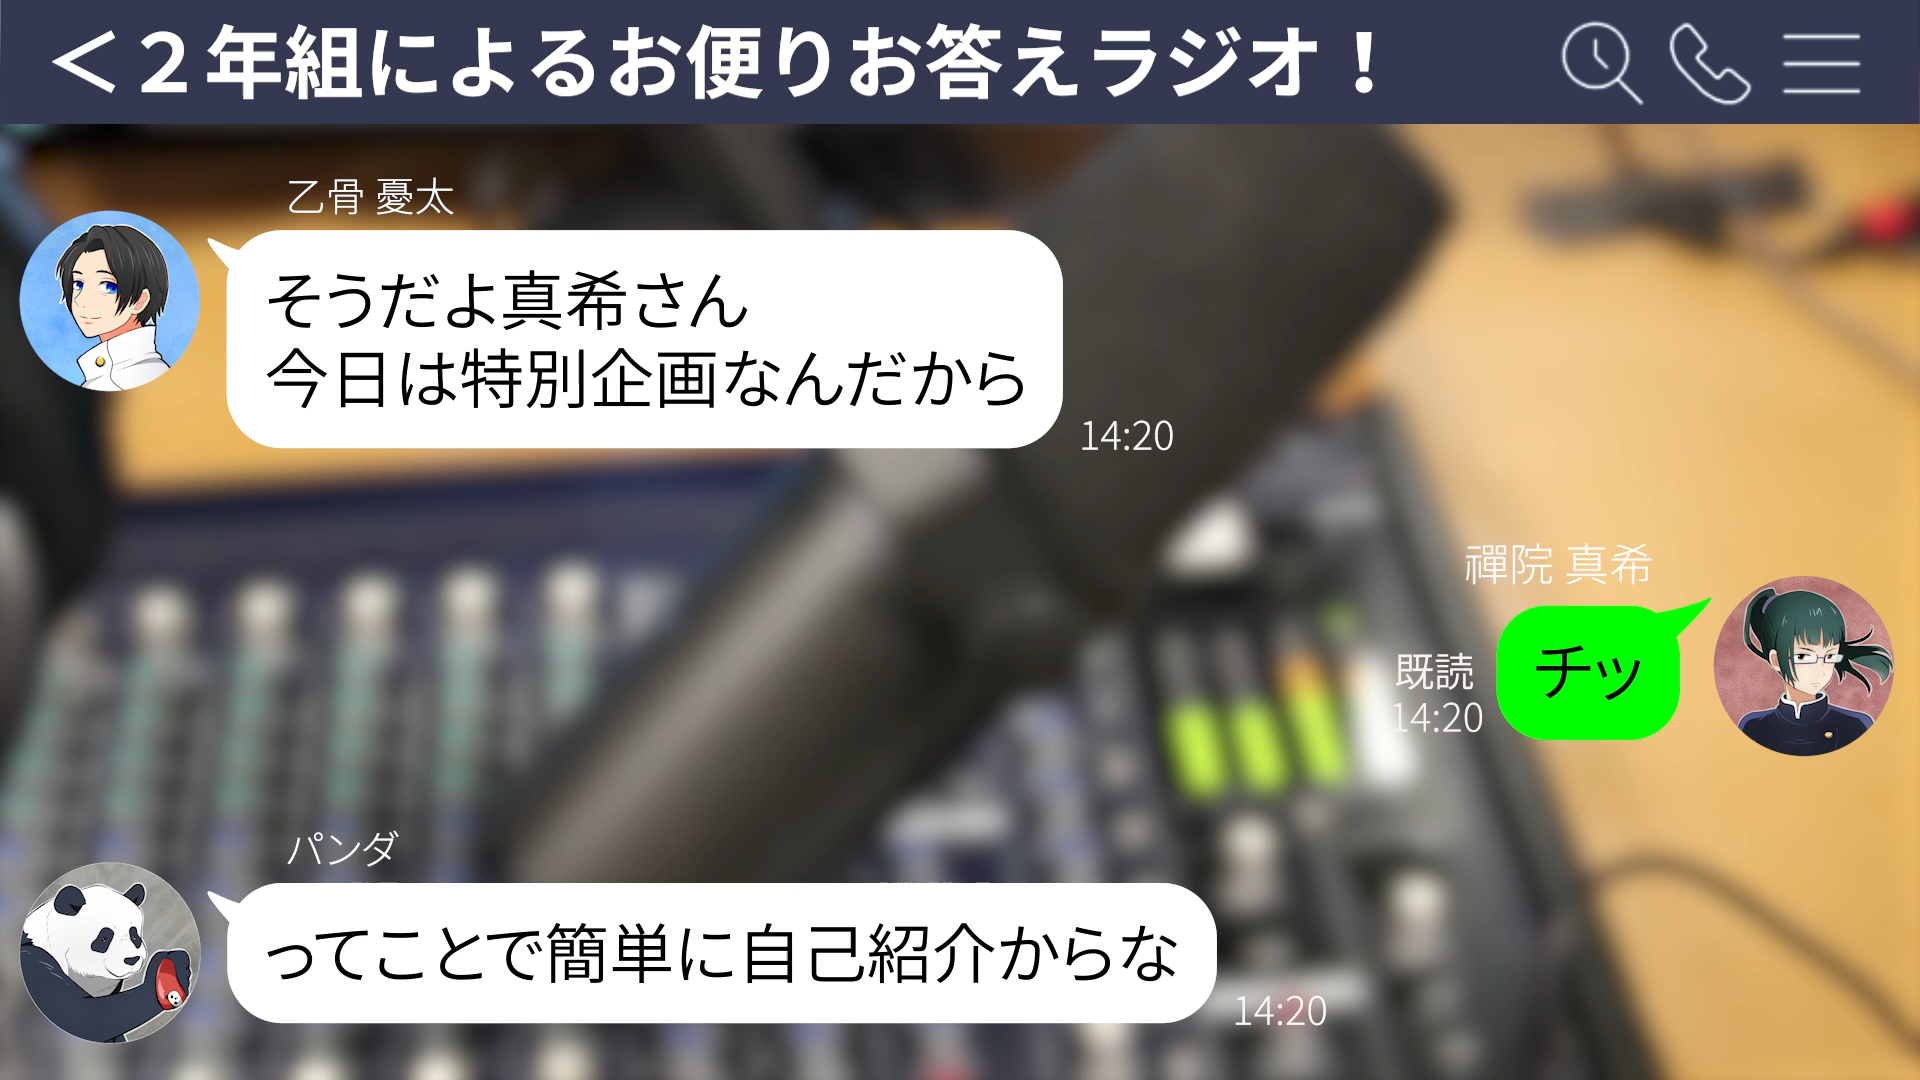 ＜２年組によるお便りお答えラジオ！
乙骨 憂太
そうだよ真希さん
今日は特別企画なんだから
14:20
禪院 真希
チッ
既読
14:20
パンダ
ってことで簡単に自己紹介からな
14:20